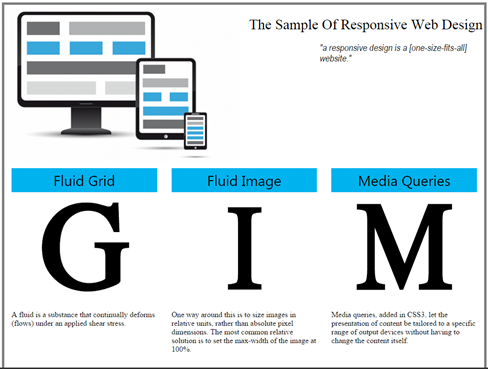 The Sample Of Responsive Web Design
"a responsive design is a [one-size-fits-all]
website."
Fluid Grid
Fluid Image
Media Queries
G
I
M
A fluid is a substance that continually deforms
(flows) under an applied shear stress.
One way around this is to size images in
relative units, rather than absolute pixel
dimensions. The most common relative
solution is to set the max-width of the image at
100%.
Media queries, added in CSS3, let the
presentation of content be tailored to a specific
range of output devices without having to
change the content itself.